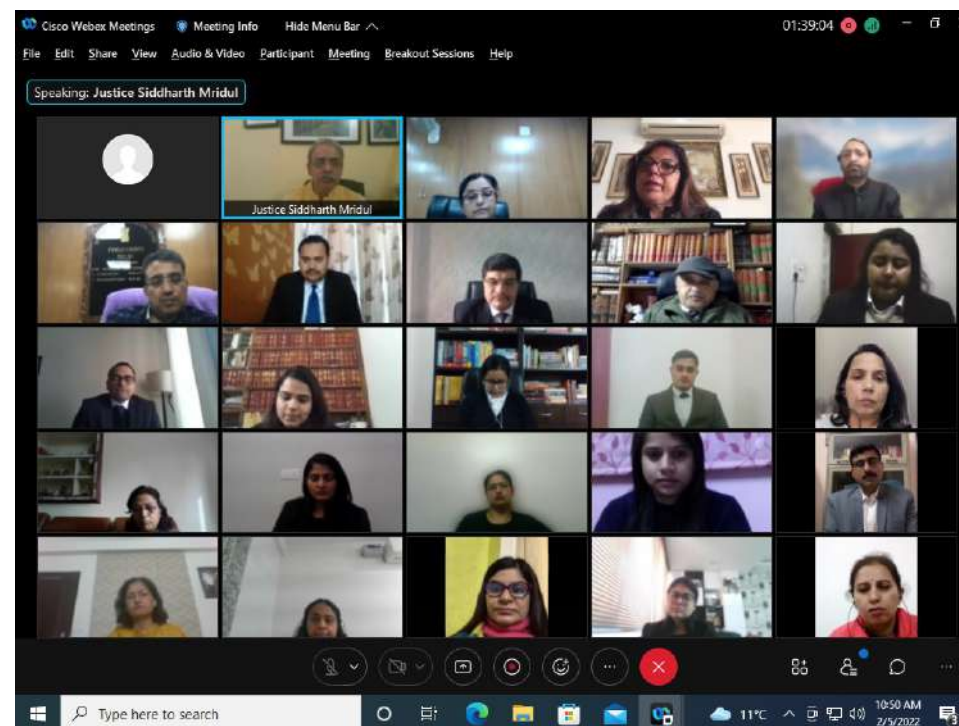 Cisco Webex Meetings Meeting Info Hide Menu Bar 01:39:04
File Edit Share View Audio & Video Participant Meeting Breakout Sessions Help
Speaking: Justice Siddharth Mridul
Justice Siddharth Mridul
Type here to search
11°C
10:50 AM
2/5/2022
3